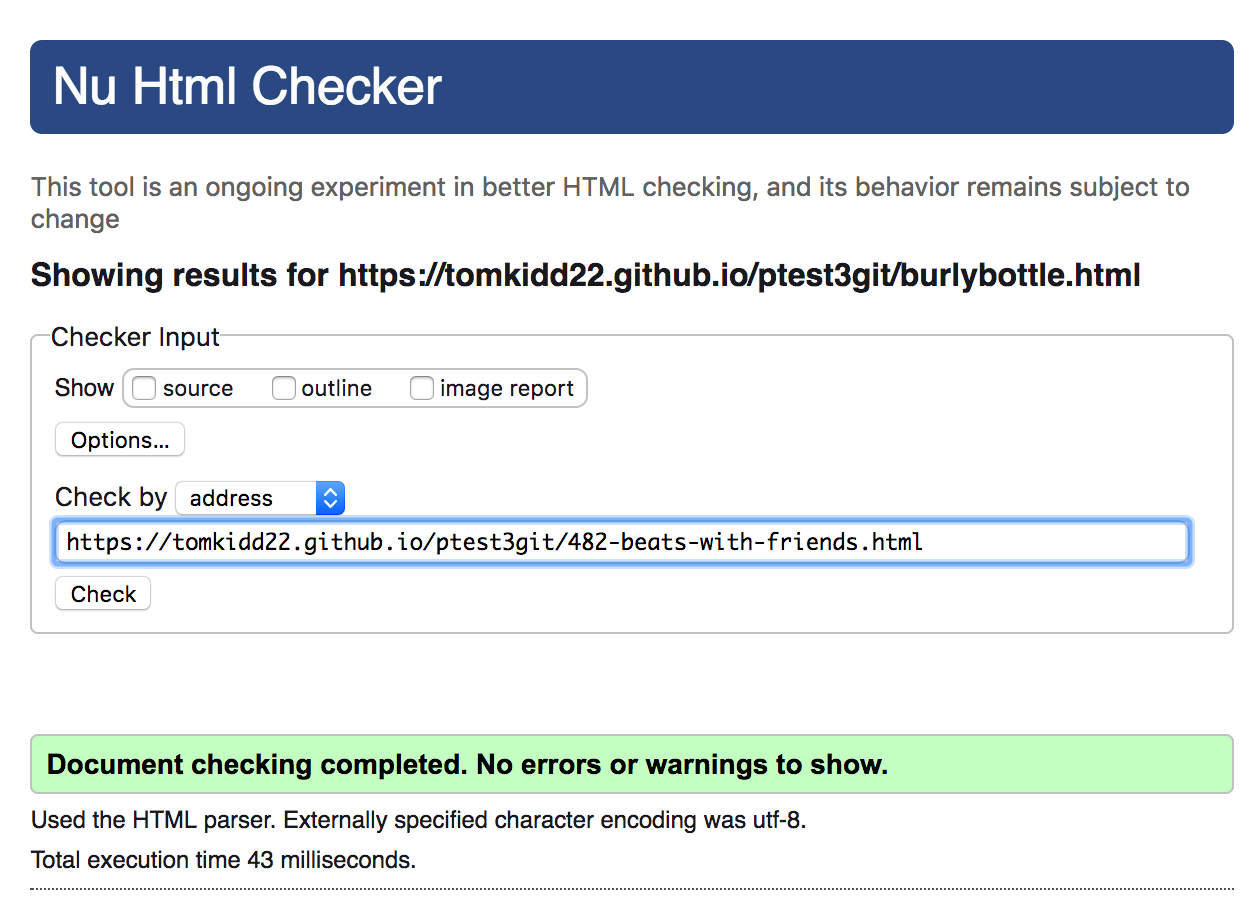 Nu Html Checker
This tool is an ongoing experiment in better HTML checking, and its behavior remains subject to
change
Showing results for https://tomkidd22.github.io/ptest3git/burlybottle.html
Checker Input
Show source outline image report
Options...
Check by address
https://tomkidd22.github.io/ptest3git/482-beats-with-friends.html
Check
Document checking completed. No errors or warnings to show.
Used the HTML parser. Externally specified character encoding was utf-8.
Total execution time 43 milliseconds.